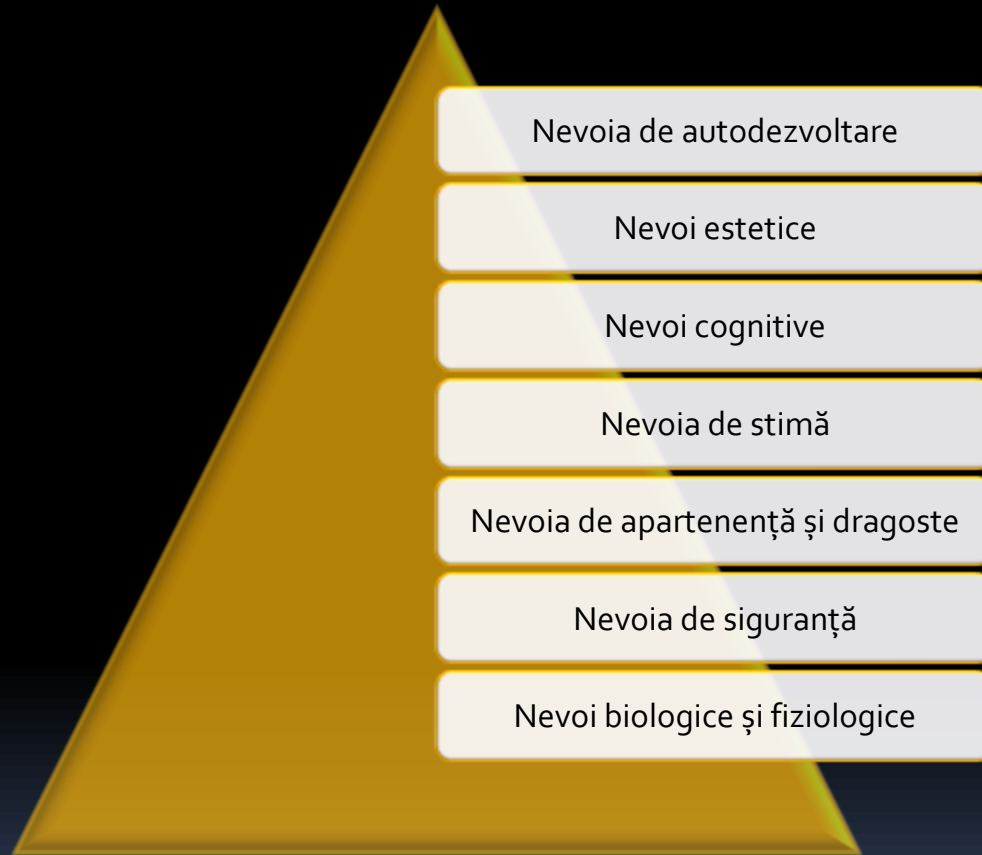 Nevoia de autodezvoltare
Nevoi estetice
Nevoi cognitive
Nevoia de stimă
Nevoia de apartenență și dragoste
Nevoia de siguranță
Nevoi biologice și fiziologice